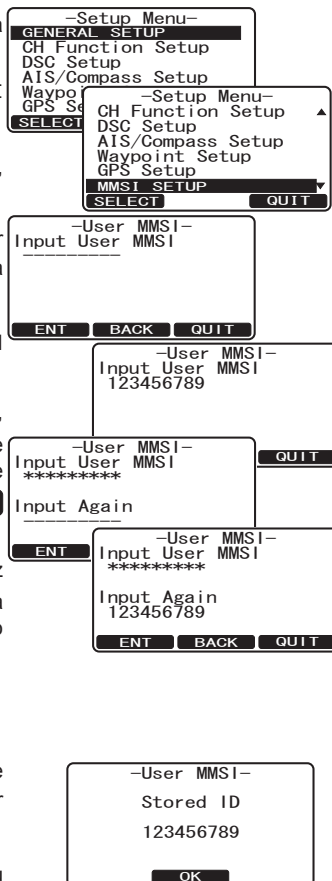 -Setup Menu-
GENERAL SETUP
CH Function Setup
DSC Setup
AIS/Compass Setup
Waypoi
GPS Se
SELECT
-Setup Menu-
CH Function Setup
DSC Setup
AIS/Compass Setup
Waypoint Setup
GPS Setup
MMSI SETUP
SELECT QUIT
-User MMSI-
Input User MMSI
---------
ENT BACK QUIT
-User MMSI-
Input User MMSI
123456789
QUIT
-User MMSI-
Input User MMSI
*********
Input Again
---------
ENT
-User MMSI-
Input User MMSI
*********
Input Again
123456789
ENT BACK QUIT
-User MMSI-
Stored ID
123456789
OK